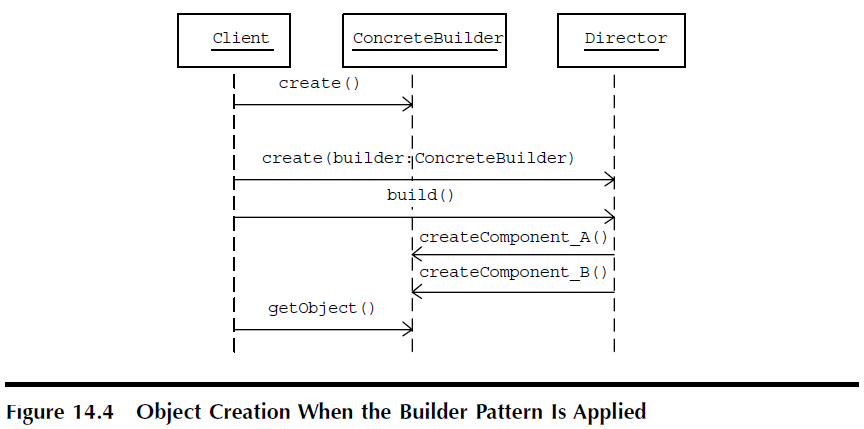 Client ConcreteBuilder Director
create()
create(builder:ConcreteBuilder)
build()
createComponent_A()
createComponent_B()
getObject()
Figure 14.4 Object Creation When the Builder Pattern Is Applied